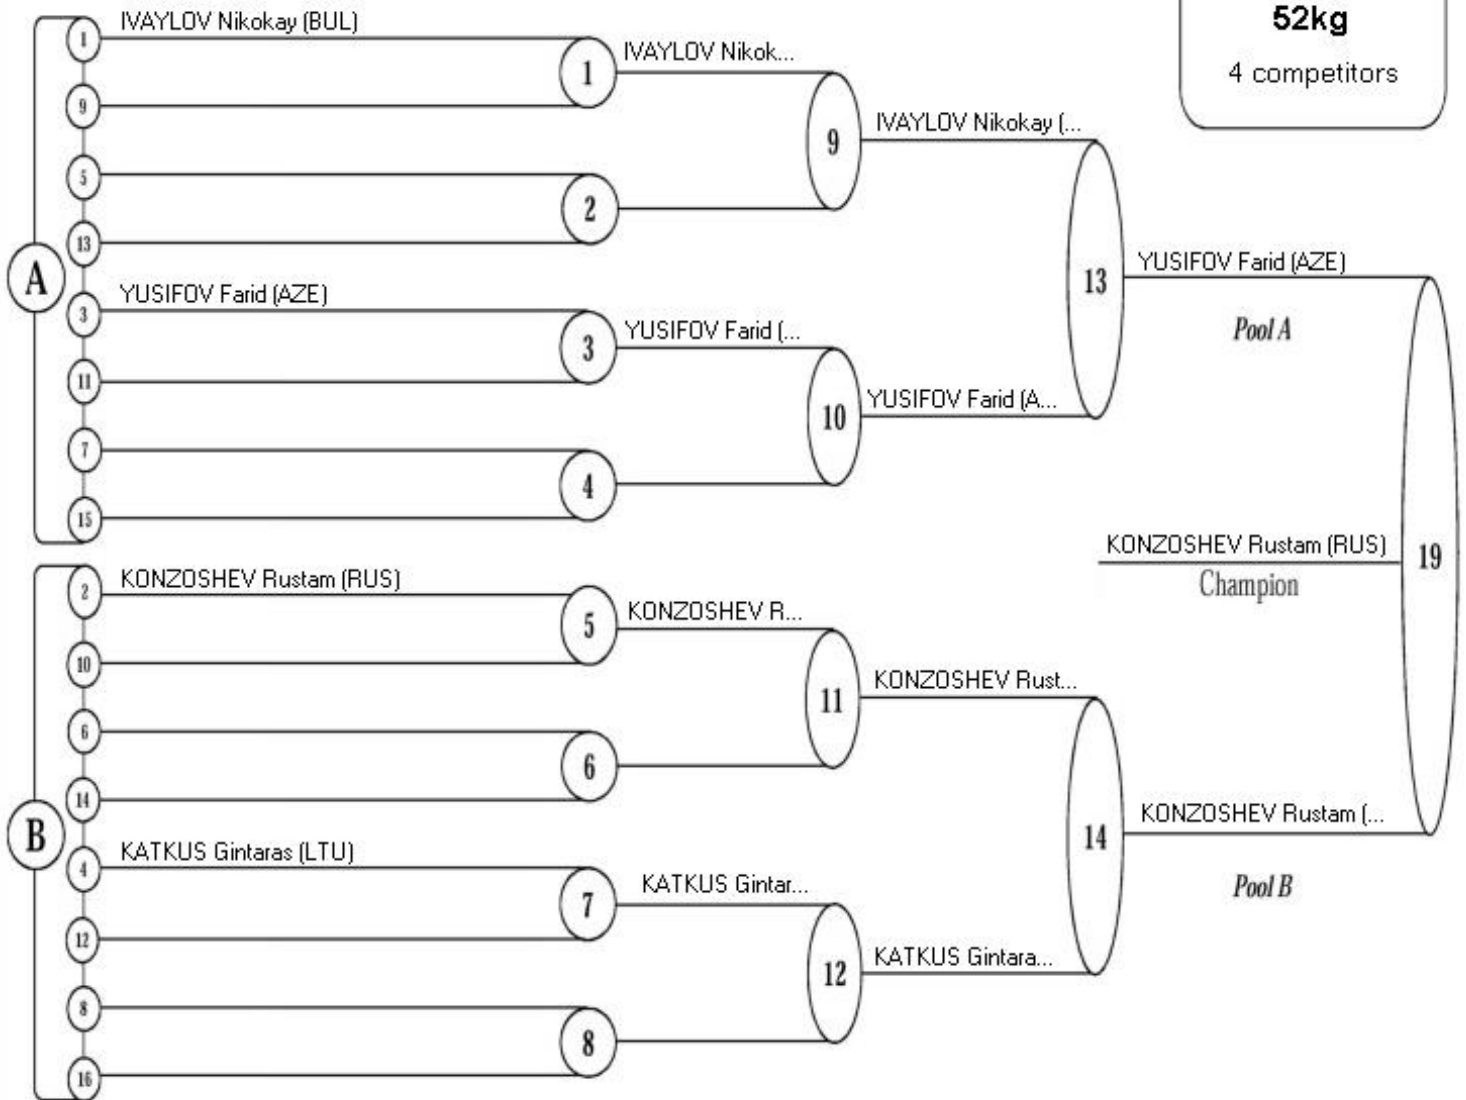 52kg
4 competitors
IVAYLOV Nikokay (BUL)
1
9
5
13
A
YUSIFOV Farid (AZE)
3
11
7
15
KONZOSHEV Rustam (RUS)
2
10
6
14
B
KATKUS Gintaras (LTU)
4
12
8
16
IVAYLOV Nikok...
1
2
YUSIFOV Farid (...
3
4
KONZOSHEV R...
5
6
KATKUS Gintar...
7
8
IVAYLOV Nikokay (...
9
YUSIFOV Farid (A...
10
KONZOSHEV Rust...
11
KATKUS Gintara...
12
YUSIFOV Farid (AZE)
13
Pool A
KONZOSHEV Rustam (RUS)
Champion
19
KONZOSHEV Rustam (...
14
Pool B